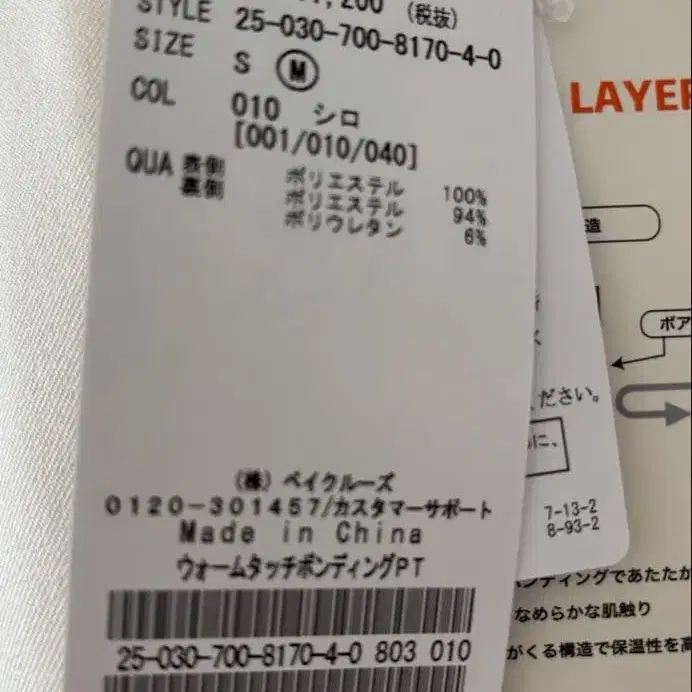 ,200 (税抜)
STYLE 25-030-700-8170-4-0
SIZE S M
COL 010 シロ
[001/010/040]
QUA 表側 ポリエステル 100%
裏側 ポリエステル 94%
ポリウレタン 6%
(株) ベイクルーズ
0120-301457/カスタマーサポート
Made in China
ウォームタッチボンディングPT
25-030-700-8170-4-0 803 010
LAYER
造
ボア
ください。
に、
7-13-2
8-93-2
ンディングであたたか
なめらかな肌触り
がくる構造で保温性を高